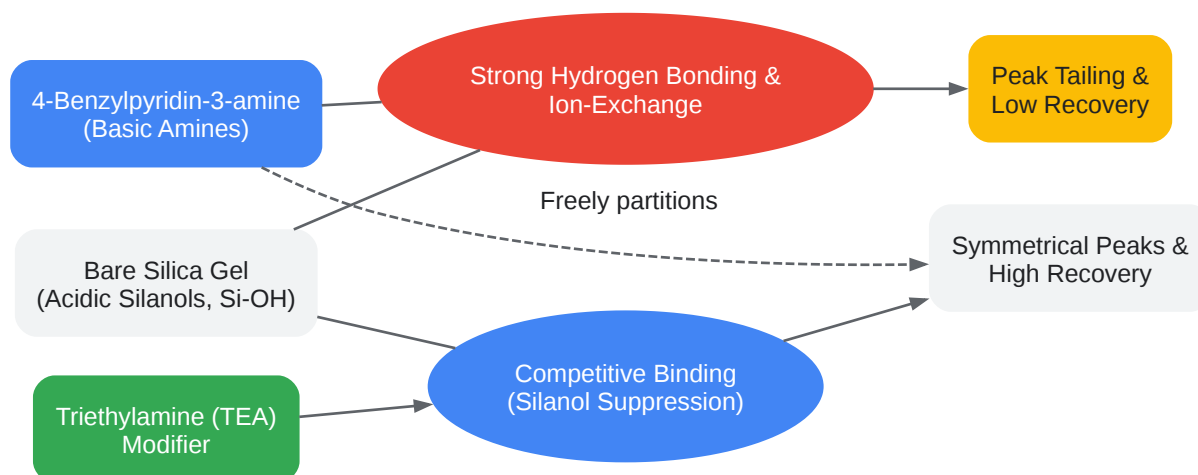 4-Benzylpyridin-3-amine
(Basic Amines)
Strong Hydrogen Bonding &
Ion-Exchange
Peak Tailing &
Low Recovery
Freely partitions
Bare Silica Gel
(Acidic Silanols, Si-OH)
Symmetrical Peaks &
High Recovery
Competitive Binding
(Silanol Suppression)
Triethylamine (TEA)
Modifier